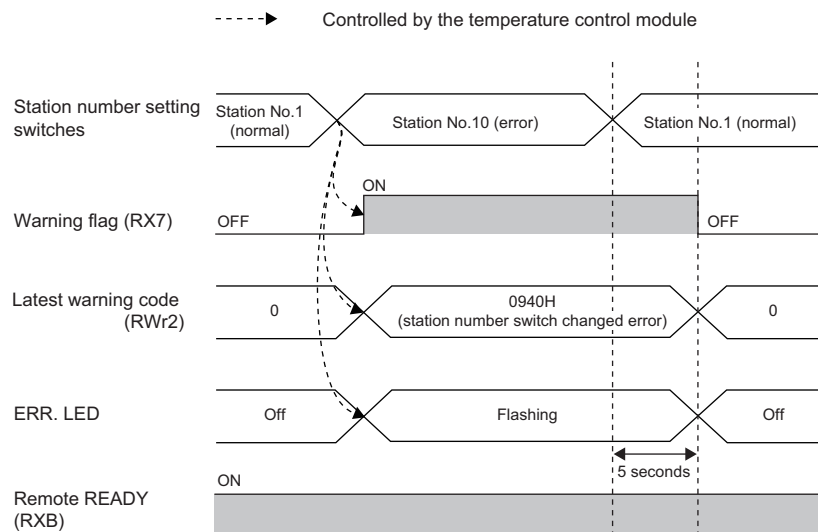 Controlled by the temperature control module
Station number setting
switches
Station No.1
(normal)
Station No.10 (error)
Station No.1 (normal)
Warning flag (RX7)
OFF
ON
OFF
Latest warning code
(RWr2)
0
0940H
(station number switch changed error)
0
ERR. LED
Off
Flashing
Off
5 seconds
Remote READY
(RXB)
ON